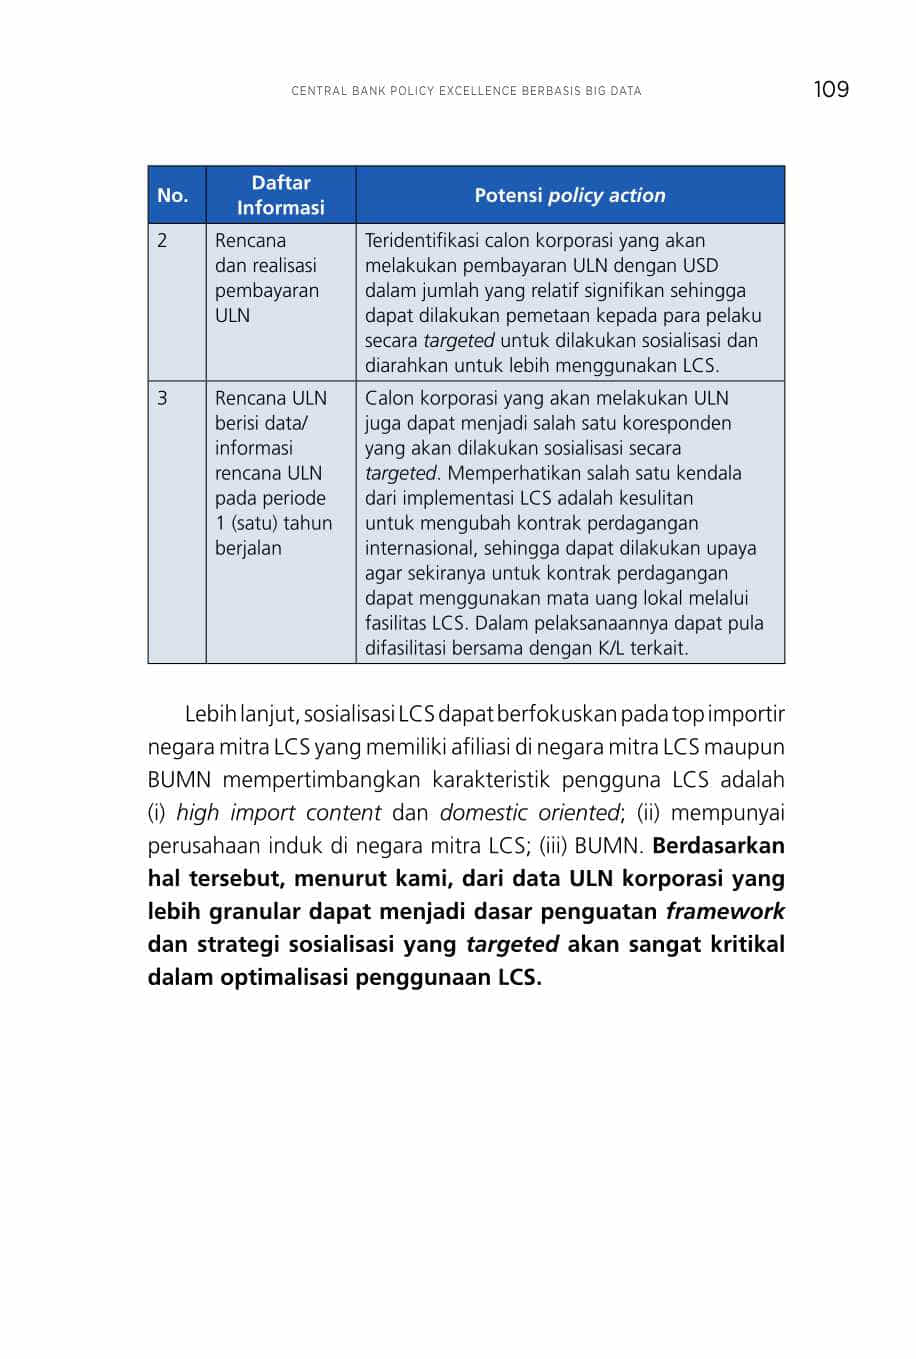 CENTRAL BANK POLICY EXCELLENCE BERBASIS BIG DATA
109
No.
Daftar
Informasi
Potensi policy action
2
Rencana
dan realisasi
pembayaran
ULN
Teridentifikasi calon korporasi yang akan
melakukan pembayaran ULN dengan USD
dalam jumlah yang relatif signifikan sehingga
dapat dilakukan pemetaan kepada para pelaku
secara targeted untuk dilakukan sosialisasi dan
diarahkan untuk lebih menggunakan LCS.
3
Rencana ULN
berisi data/
informasi
rencana ULN
pada periode
1 (satu) tahun
berjalan
Calon korporasi yang akan melakukan ULN
juga dapat menjadi salah satu koresponden
yang akan dilakukan sosialisasi secara
targeted. Memperhatikan salah satu kendala
dari implementasi LCS adalah kesulitan
untuk mengubah kontrak perdagangan
internasional, sehingga dapat dilakukan upaya
agar sekiranya untuk kontrak perdagangan
dapat menggunakan mata uang lokal melalui
fasilitas LCS. Dalam pelaksanaannya dapat pula
difasilitasi bersama dengan K/L terkait.
Lebih lanjut, sosialisasi LCS dapat berfokuskan pada top importir
negara mitra LCS yang memiliki afiliasi di negara mitra LCS maupun
BUMN mempertimbangkan karakteristik pengguna LCS adalah
(i) high import content dan domestic oriented; (ii) mempunyai
perusahaan induk di negara mitra LCS; (iii) BUMN. Berdasarkan
hal tersebut, menurut kami, dari data ULN korporasi yang
lebih granular dapat menjadi dasar penguatan framework
dan strategi sosialisasi yang targeted akan sangat kritikal
dalam optimalisasi penggunaan LCS.